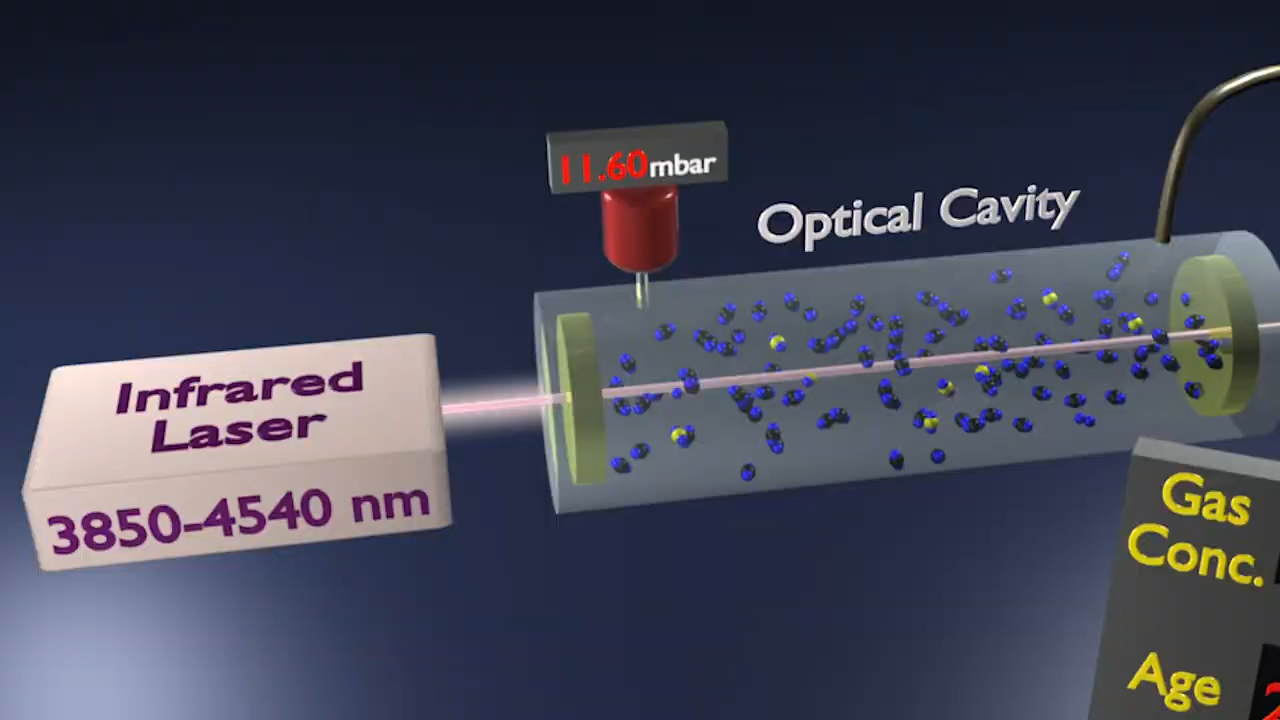 11.60mbar
Optical Cavity
Infrared
Laser
3850-4540 nm
Gas
Conc.
Age